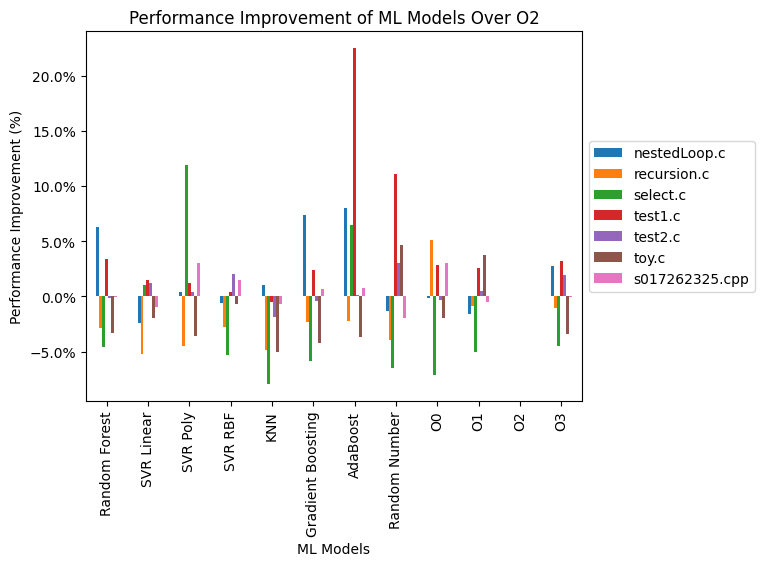 Performance Improvement of ML Models Over O2
Performance Improvement (%)
20.0%
15.0%
10.0%
5.0%
0.0%
−5.0%
nestedLoop.c
recursion.c
select.c
test1.c
test2.c
toy.c
s017262325.cpp
Random Forest
SVR Linear
SVR Poly
SVR RBF
KNN
Gradient Boosting
AdaBoost
Random Number
O0
O1
O2
O3
ML Models